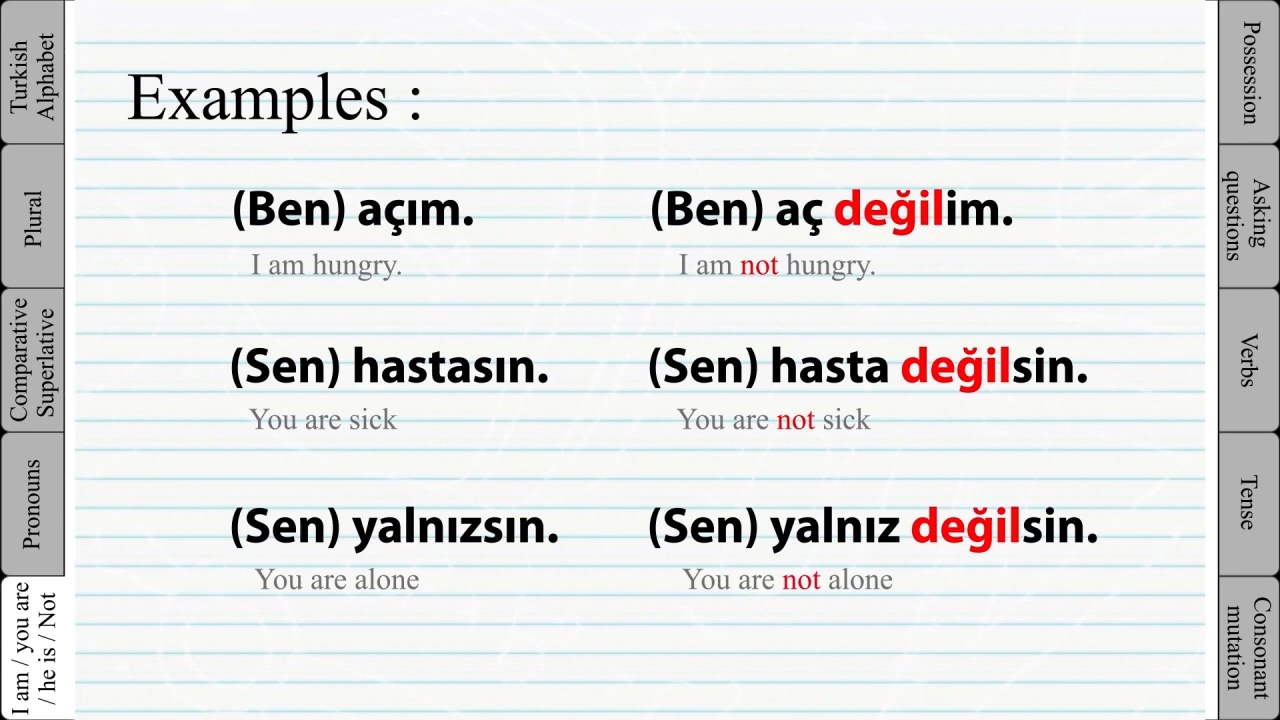 Turkish
Alphabet
Plural
Comparative
Superlative
Pronouns
I am / you are
/ he is / Not
Examples :
(Ben) açım.
I am hungry.
(Ben) aç değilim.
I am not hungry.
(Sen) hastasın.
You are sick
(Sen) hasta değilsin.
You are not sick
(Sen) yalnızsın.
You are alone
(Sen) yalnız değilsin.
You are not alone
Possession
Asking
questions
Verbs
Tense
Consonant
mutation